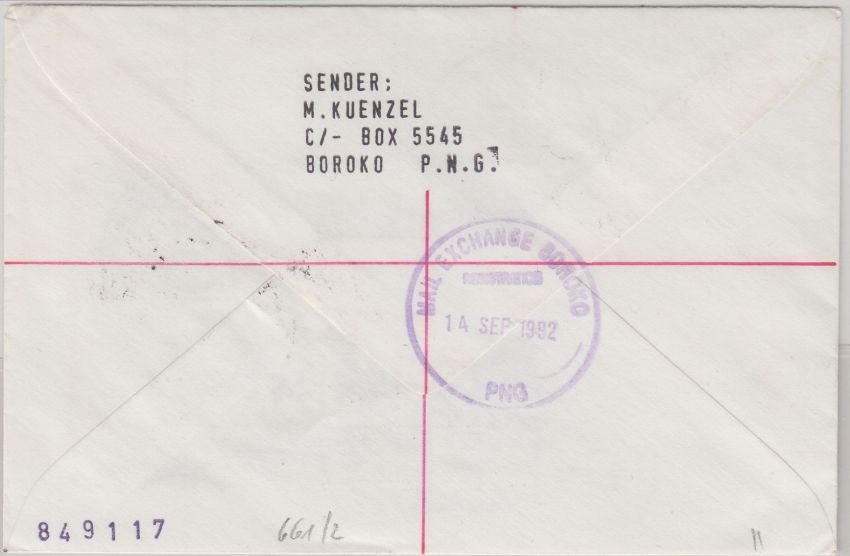 SENDER;
M.KUENZEL
C/- BOX 5545
BOROKO P.N.G.
MAIL EXCHANGE BOROKO
14 SEP 1992
PNG
849117
661/2